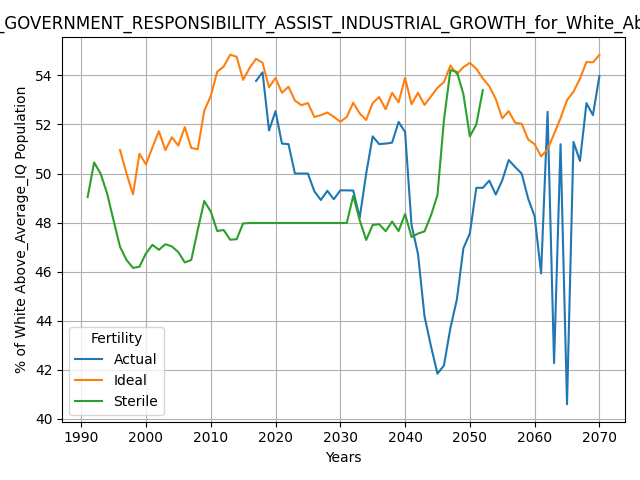 _GOVERNMENT_RESPONSIBILITY_ASSIST_INDUSTRIAL_GROWTH_for_White_Ab
% of White Above_Average_IQ Population
54
52
50
48
46
44
42
40
Fertility
Actual
Ideal
Sterile
1990 2000 2010 2020 2030 2040 2050 2060 2070
Years